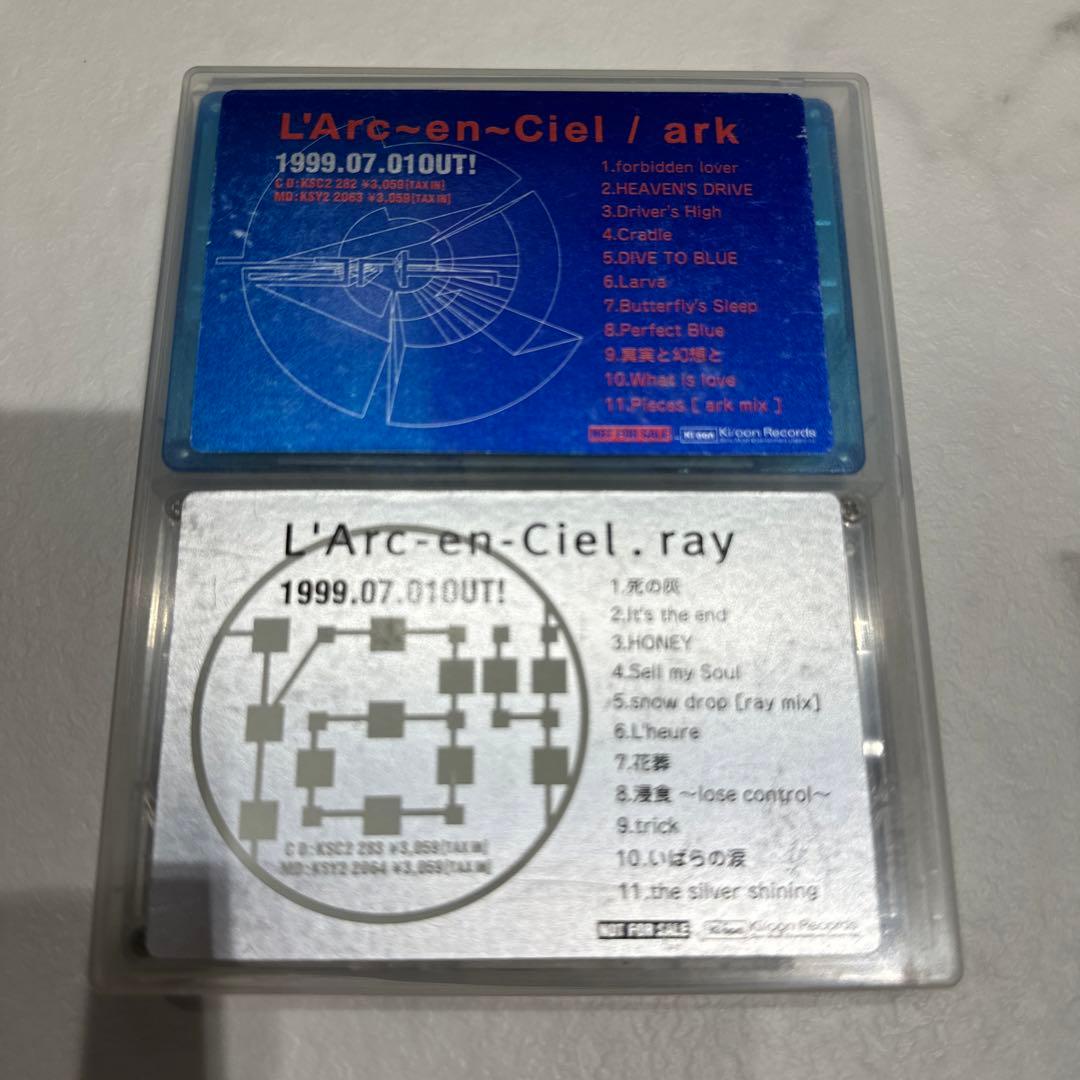 L'Arc~en~Ciel / ark
1999.07.01OUT!
CD:KSC2 282 ¥3,059[TAX IN]
MD:KSY2 2063 ¥3,059[TAX IN]
1.forbidden lover
2.HEAVEN'S DRIVE
3.Driver's High
4.Cradle
5.DIVE TO BLUE
6.Larva
7.Butterfly's Sleep
8.Perfect Blue
9.真実と幻想と
10.What is love
11.Pieces [ ark mix ]
NOT FOR SALE
Ki/oon Ki/oon Records
L'Arc-en-Ciel . ray
1999.07.01OUT!
1.死の灰
2.It's the end
3.HONEY
4.Sell my Soul
5.snow drop [ray mix]
6.L'heure
7.花葬
8.浸食 ~lose control~
9.trick
10.いばらの涙
11.the silver shining
CD:KSC2 283 ¥3,059[TAX IN]
MD:KSY2 2064 ¥3,059[TAX IN]
NOT FOR SALE
Ki/oon Ki/oon Records